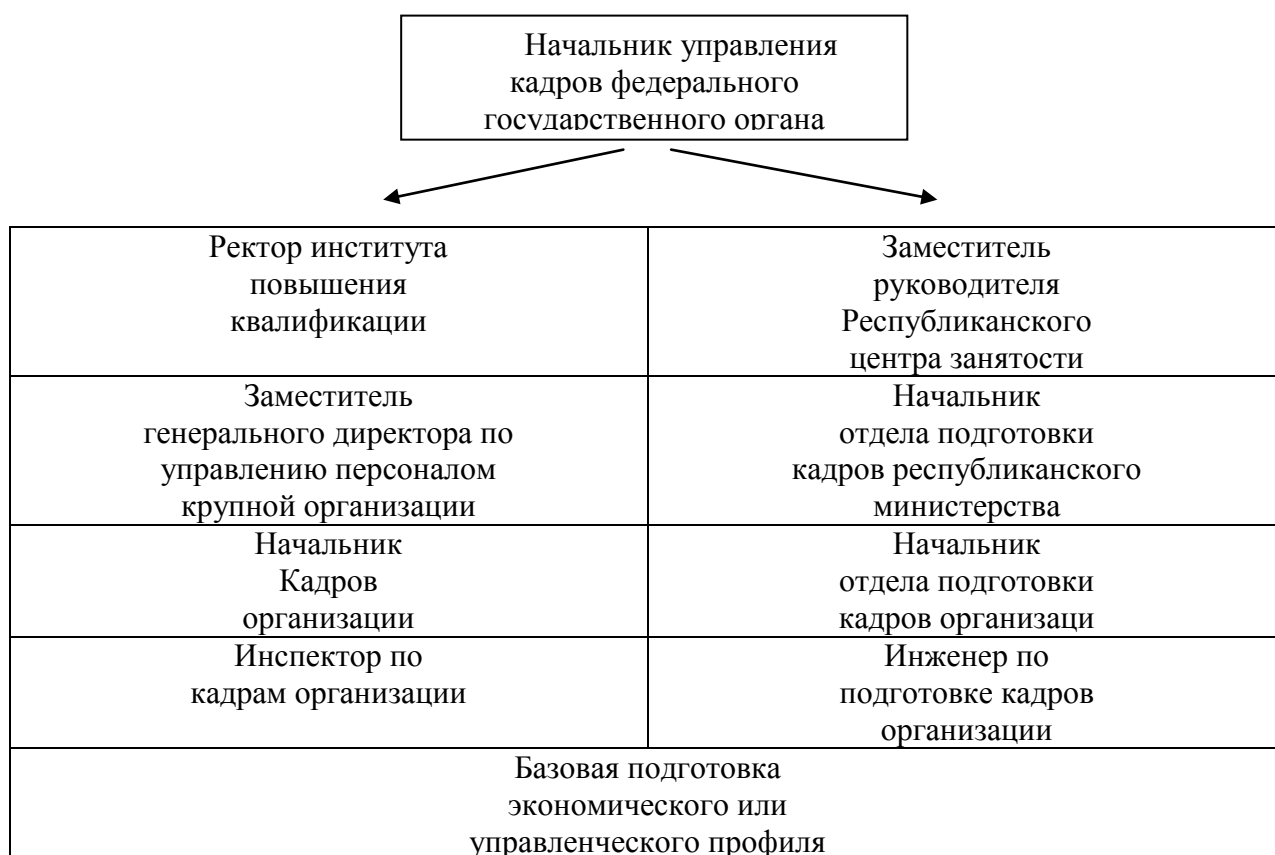 Начальник управления
кадров федерального
государственного органа
Ректор института
повышения
квалификации
Заместитель
руководителя
Республиканского
центра занятости
Заместитель
генерального директора по
управлению персоналом
крупной организации
Начальник
отдела подготовки
кадров республиканского
министерства
Начальник
Кадров
организации
Начальник
отдела подготовки
кадров организаци
Инспектор по
кадрам организации
Инженер по
подготовке кадров
организации
Базовая подготовка
экономического или
управленческого профиля